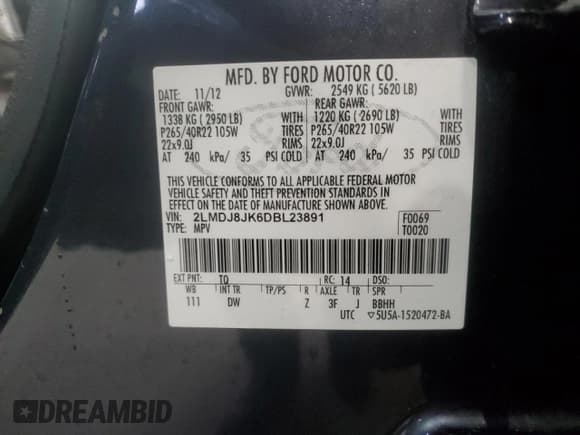 MFD. BY FORD MOTOR CO.
DATE: 11/12 GVWR: 2549 KG ( 5620 LB)
FRONT GAWR: REAR GAWR:
1338 KG ( 2950 LB) WITH 1220 KG ( 2690 LB) WITH
P265/40R22 105W TIRES P265/40R22 105W TIRES
22x9.0J RIMS 22x9.0J RIMS
AT 240 kPa/ 35 PSI COLD AT 240 kPa/ 35 PSI COLD
THIS VEHICLE CONFORMS TO ALL APPLICABLE FEDERAL MOTOR
VEHICLE SAFETY AND THEFT PREVENTION STANDARDS IN
EFFECT ON THE DATE OF MANUFACTURE SHOWN ABOVE.
VIN: 2LMDJ8JK6DBL23891 F0069
TYPE: MPV T0020
EXT PNT: TQ RC: 14 DSO:
WB INT TR TP/PS R AXLE TR SPR
111 DW Z 3F J BBHH
UTC ▽5U5A-1520472-BA
DREAMBID